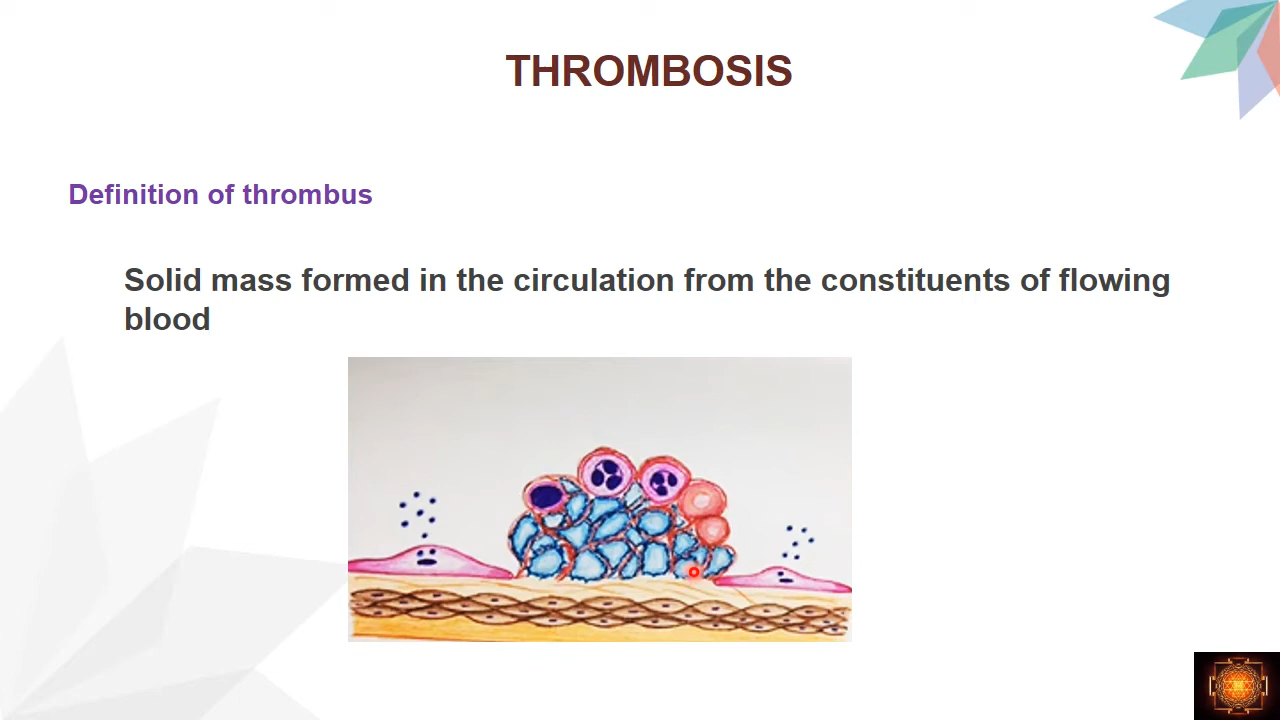 THROMBOSIS
Definition of thrombus
Solid mass formed in the circulation from the constituents of flowing
blood